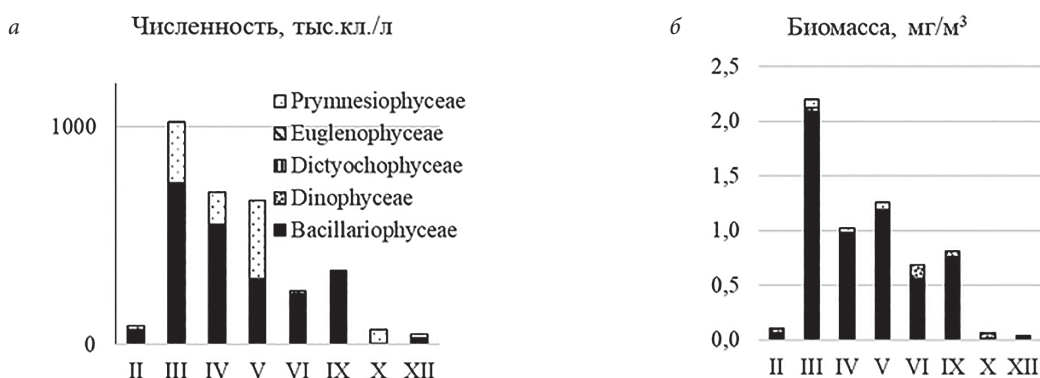 а Численность, тыс.кл./л
1000
0
Prymnesiophyceae
Euglenophyceae
Dictyochophyceae
Dinophyceae
Bacillariophyceae
II III IV V VI IX X XII
б Биомасса, мг/м³
2,5
2,0
1,5
1,0
0,5
0,0
II III IV V VI IX X XII